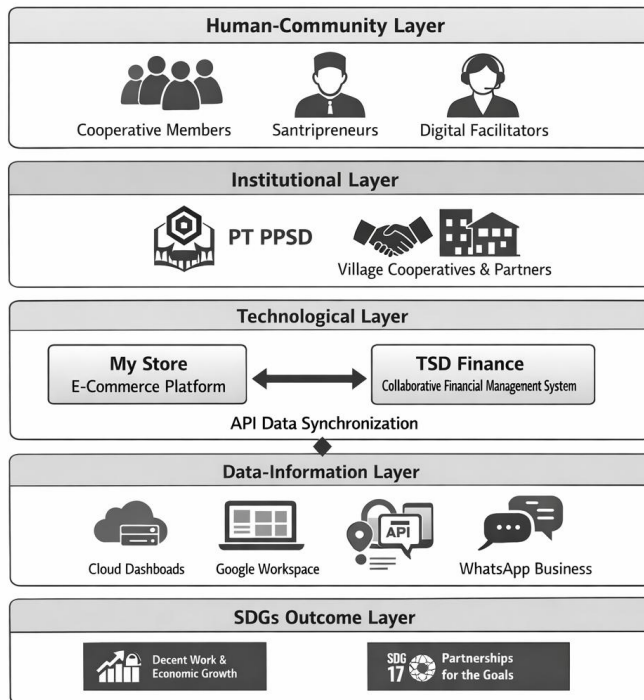 Human-Community Layer
Cooperative Members
Santripreneurs
Digital Facilitators
Institutional Layer
PT PPSD
Village Cooperatives & Partners
Technological Layer
My Store
E-Commerce Platform
TSD Finance
Collaborative Financial Management System
API Data Synchronization
Data-Information Layer
API
Cloud Dashboads
Google Workspace
WhatsApp Business
SDGs Outcome Layer
Decent Work &
Economic Growth
SDG
17
Partnerships
for the Goals